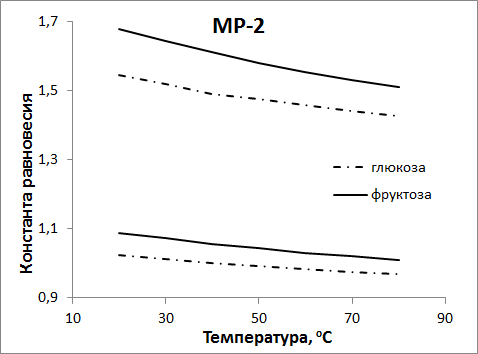 МР-2
1,7
1,5
1,3
1,1
0,9
Константа равновесия
глюкоза
фруктоза
10
30
50
70
90
Температура, ᵒС